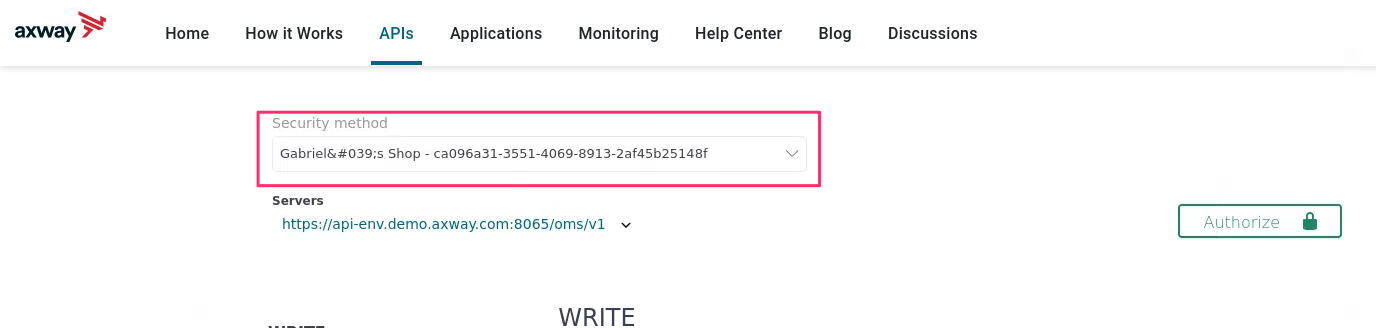 axway
Home How it Works APIs Applications Monitoring Help Center Blog Discussions
Security method
Gabriel&#039;s Shop - ca096a31-3551-4069-8913-2af45b25148f
Servers
https://api-env.demo.axway.com:8065/oms/v1
Authorize
WRITE
WRITE